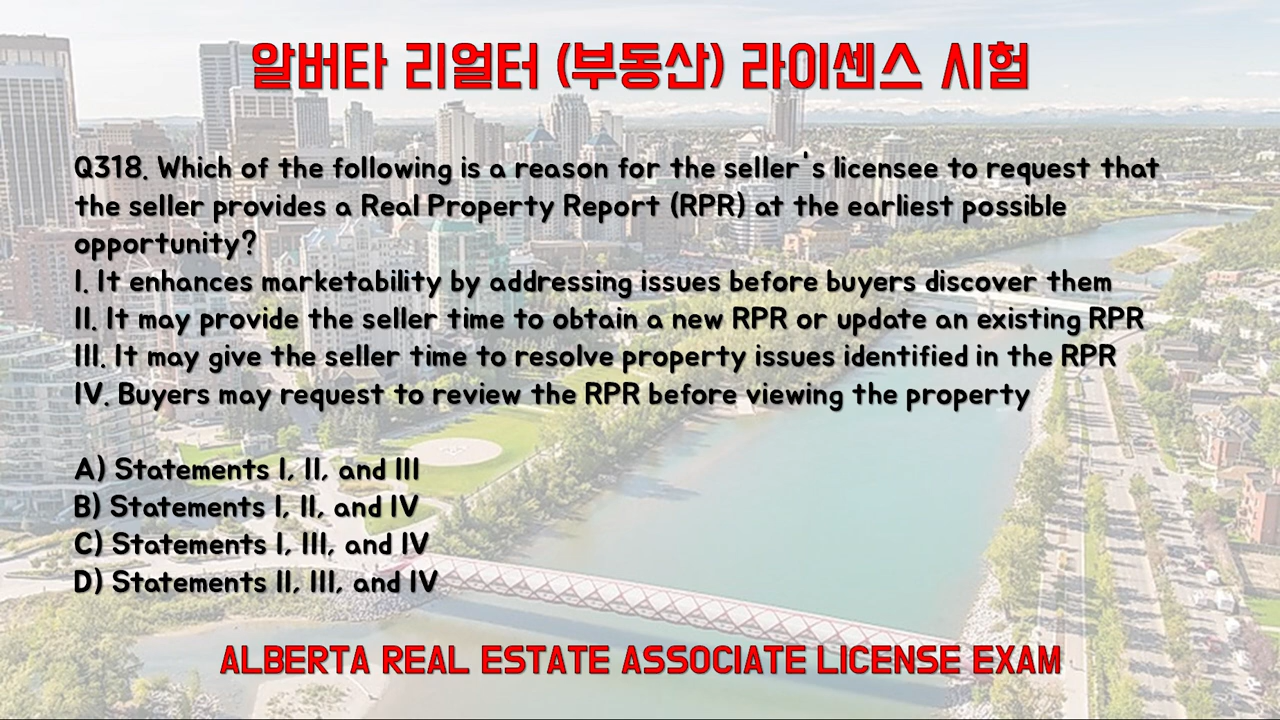 알버타 리얼터 (부동산) 라이센스 시험
Q318. Which of the following is a reason for the seller's licensee to request that
the seller provides a Real Property Report (RPR) at the earliest possible
opportunity?
I. It enhances marketability by addressing issues before buyers discover them
II. It may provide the seller time to obtain a new RPR or update an existing RPR
III. It may give the seller time to resolve property issues identified in the RPR
IV. Buyers may request to review the RPR before viewing the property
A) Statements I, II, and III
B) Statements I, II, and IV
C) Statements I, III, and IV
D) Statements II, III, and IV
ALBERTA REAL ESTATE ASSOCIATE LICENSE EXAM